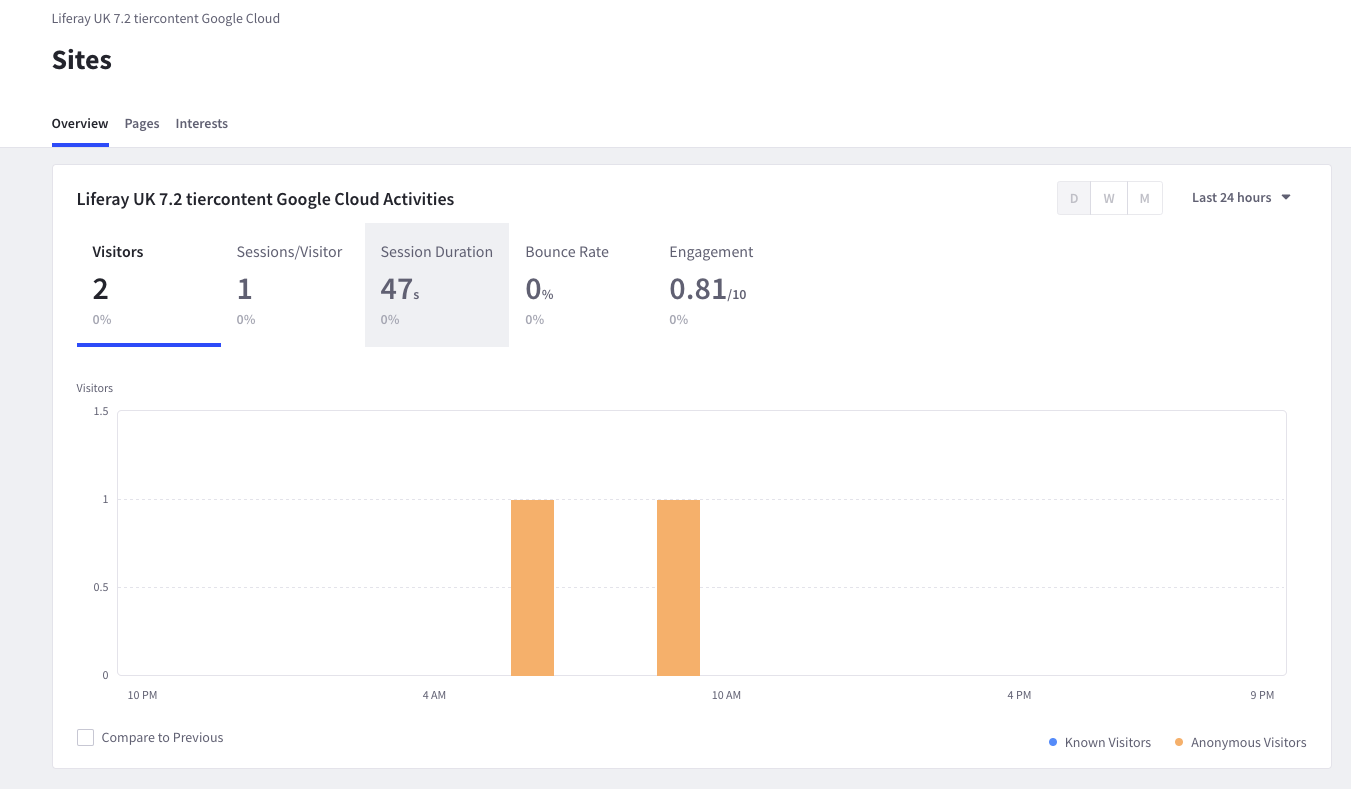 Liferay UK 7.2 tiercontent Google Cloud
Sites
Overview Pages Interests
Liferay UK 7.2 tiercontent Google Cloud Activities
D W M
Last 24 hours
Visitors Sessions/Visitor Session Duration Bounce Rate Engagement
2 1 47s 0% 0.81/10
0% 0% 0% 0% 0%
Visitors
1.5
1
0.5
0
10 PM 4 AM 10 AM 4 PM 9 PM
Compare to Previous
Known Visitors Anonymous Visitors